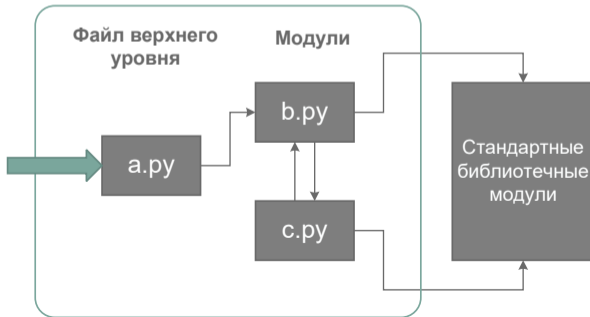 Файл верхнего
уровня
Модули
a.py
b.py
c.py
Стандартные
библиотечные
модули